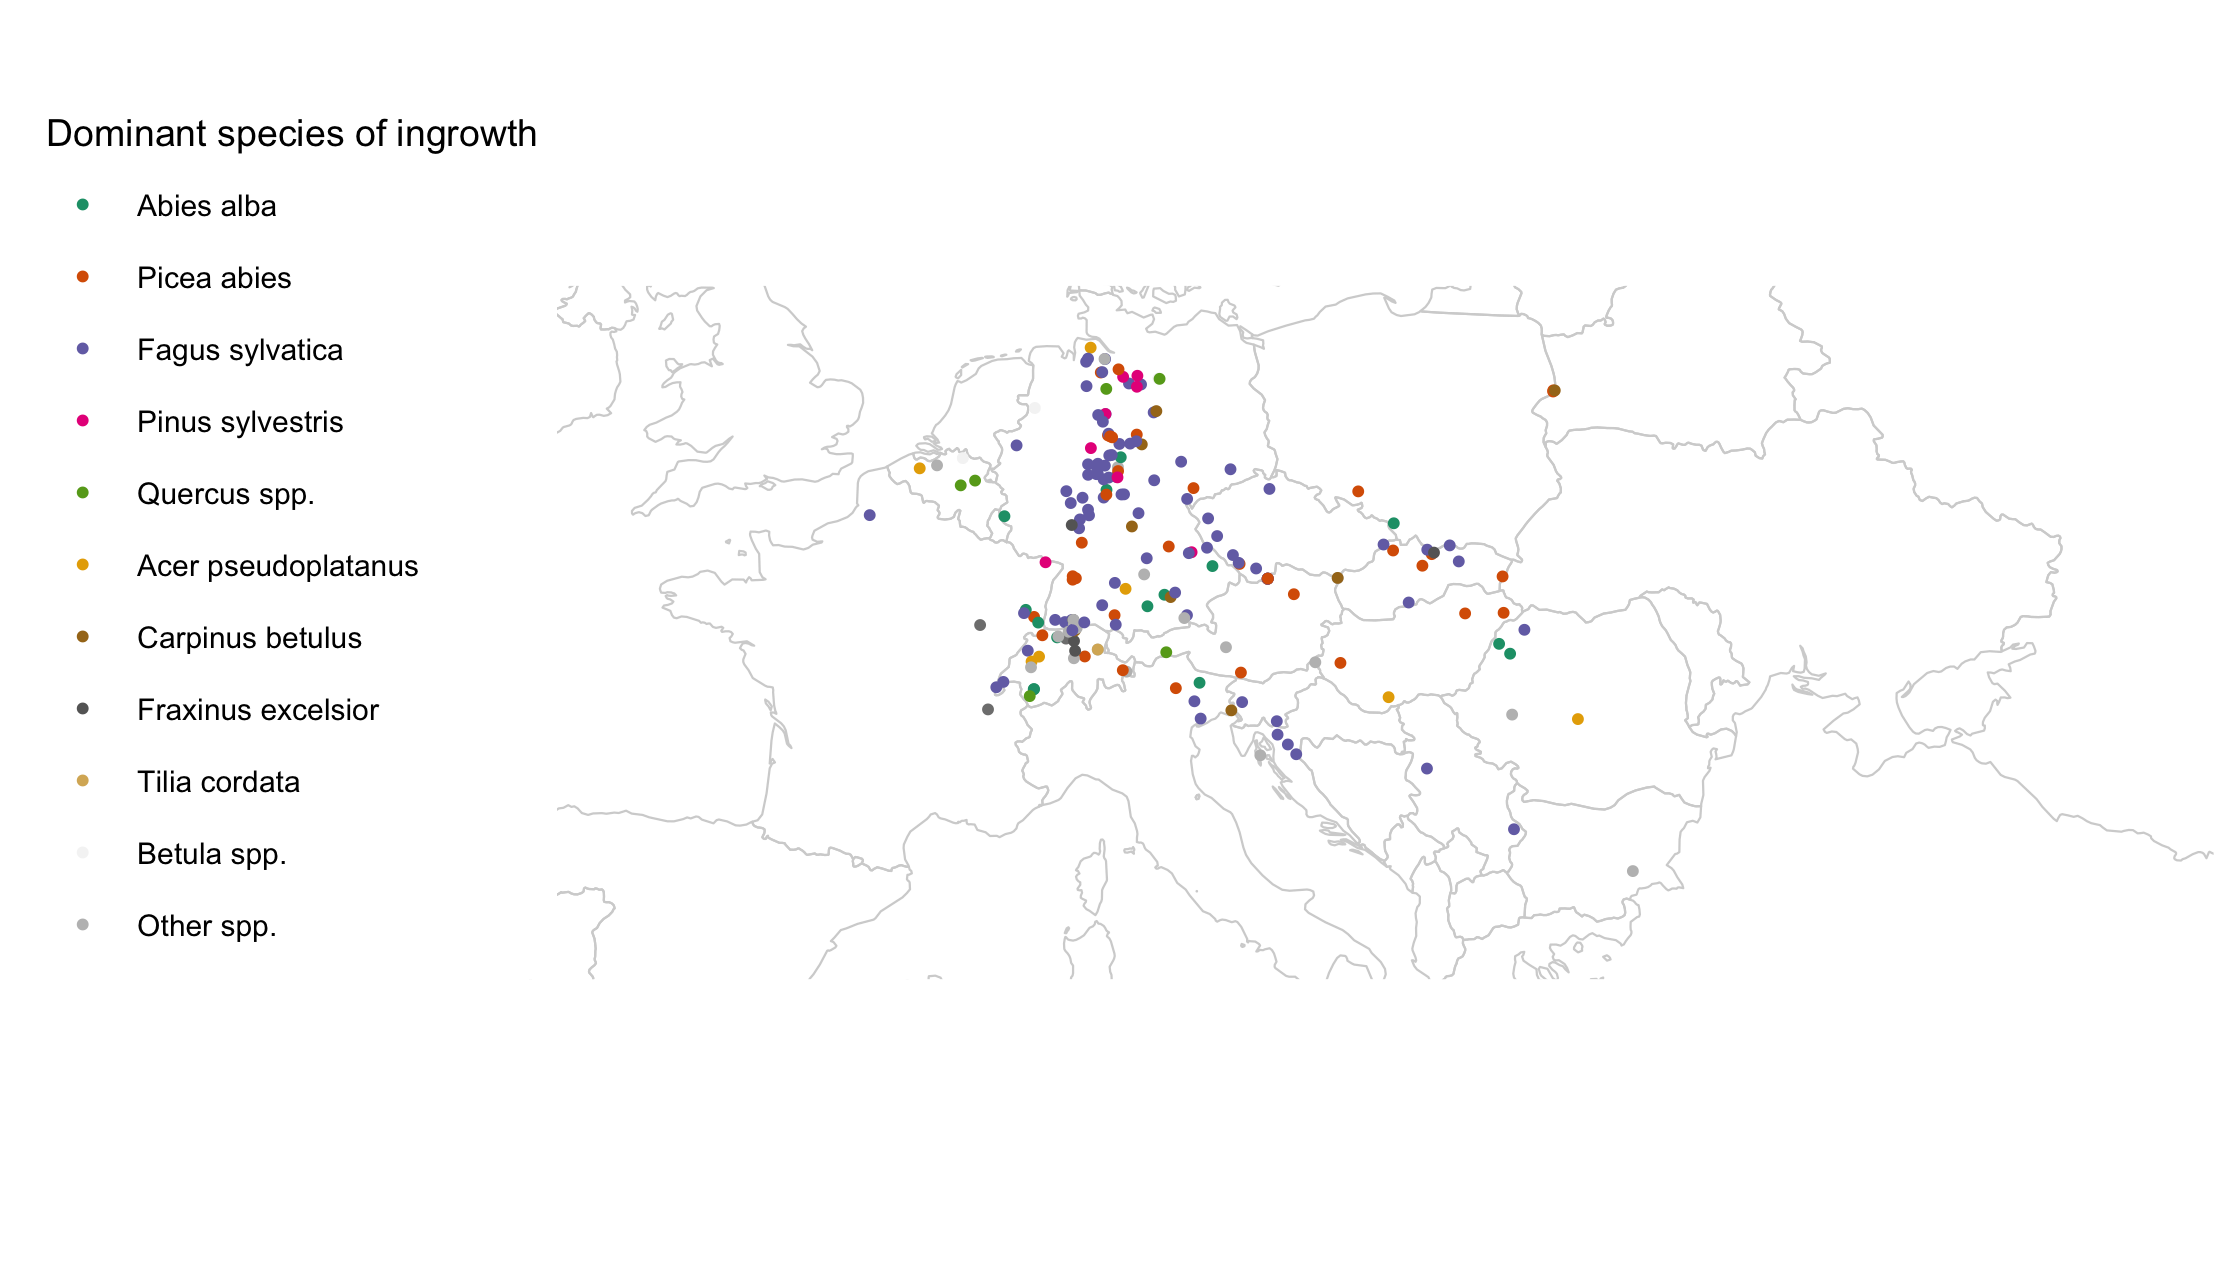 Dominant species of ingrowth
Abies alba
Picea abies
Fagus sylvatica
Pinus sylvestris
Quercus spp.
Acer pseudoplatanus
Carpinus betulus
Fraxinus excelsior
Tilia cordata
Betula spp.
Other spp.